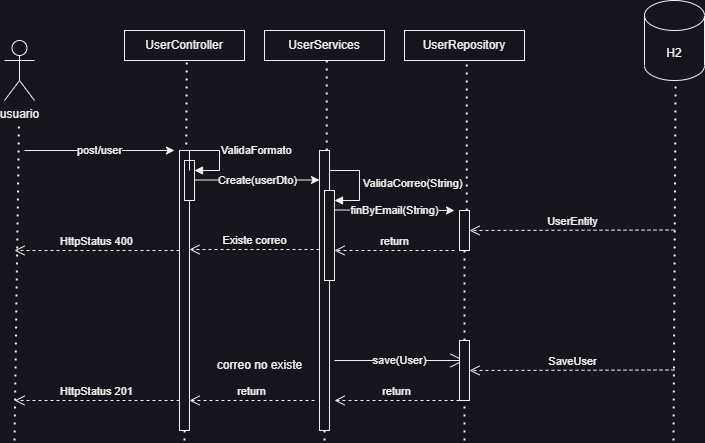 UserController
UserServices
UserRepository
H2
usuario
post/user
ValidaFormato
Create(userDto)
ValidaCorreo(String)
finByEmail(String)
UserEntity
HttpStatus 400
Existe correo
return
correo no existe
save(User)
SaveUser
HttpStatus 201
return
return